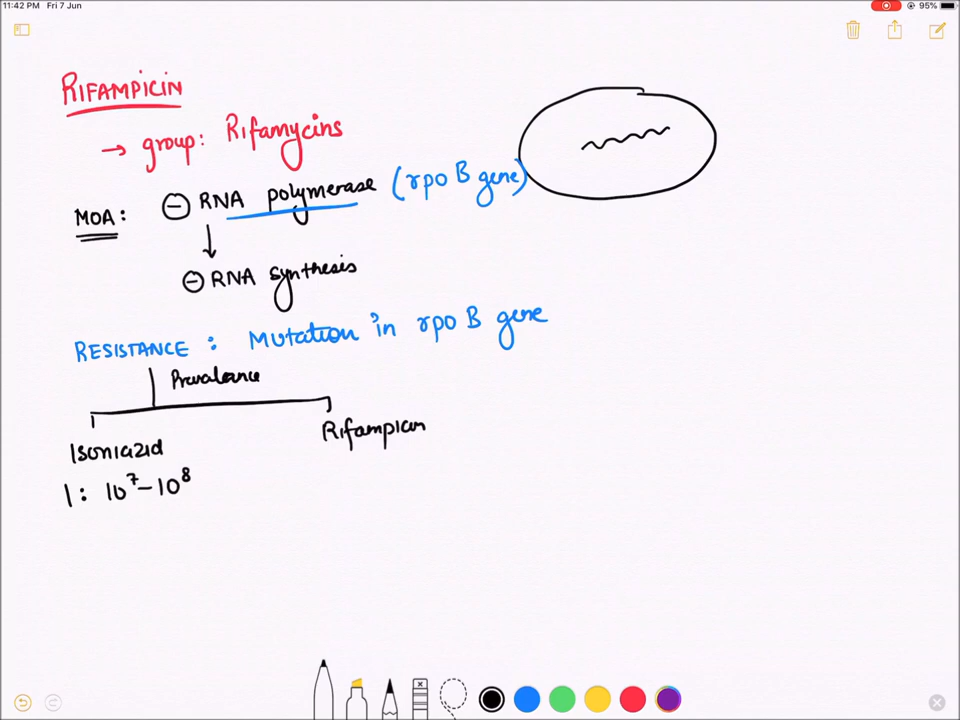 11:42 PM Fri 7 Jun
95%
RIFAMPICIN
→ group: Rifamycins
MOA: ⊖ RNA polymerase (rpo B gene)
↓
⊖ RNA synthesis
RESISTANCE: Mutation in rpo B gene
Prevalance
Isoniazid
Rifampicin
1: 10⁷-10⁸